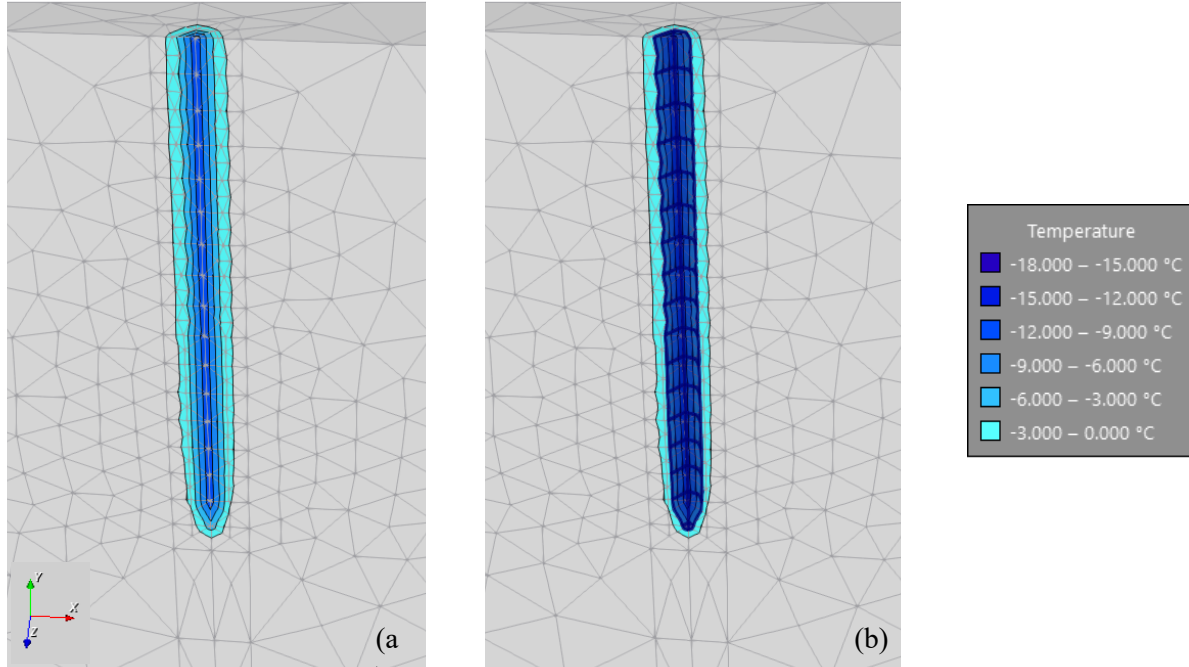 Y
X
Z
(a
(b)
Temperature
-18.000 – -15.000 °C
-15.000 – -12.000 °C
-12.000 – -9.000 °C
-9.000 – -6.000 °C
-6.000 – -3.000 °C
-3.000 – 0.000 °C